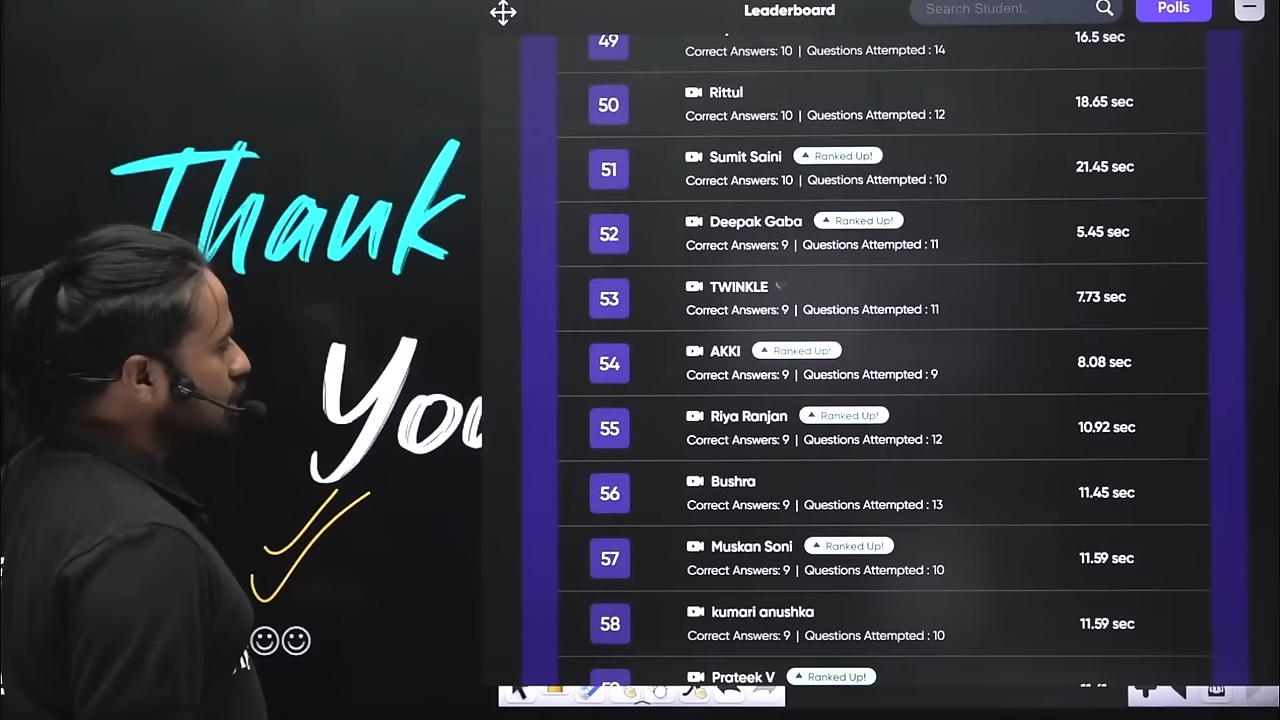 Leaderboard
Search Student..
Polls
49
Correct Answers: 10 | Questions Attempted : 14
16.5 sec
50
Rittul
Correct Answers: 10 | Questions Attempted : 12
18.65 sec
51
Sumit Saini Ranked Up!
Correct Answers: 10 | Questions Attempted : 10
21.45 sec
52
Deepak Gaba Ranked Up!
Correct Answers: 9 | Questions Attempted : 11
5.45 sec
53
TWINKLE
Correct Answers: 9 | Questions Attempted : 11
7.73 sec
54
AKKI Ranked Up!
Correct Answers: 9 | Questions Attempted : 9
8.08 sec
55
Riya Ranjan Ranked Up!
Correct Answers: 9 | Questions Attempted : 12
10.92 sec
56
Bushra
Correct Answers: 9 | Questions Attempted : 13
11.45 sec
57
Muskan Soni Ranked Up!
Correct Answers: 9 | Questions Attempted : 10
11.59 sec
58
kumari anushka
Correct Answers: 9 | Questions Attempted : 10
11.59 sec
Prateek V Ranked Up!
Thank
You